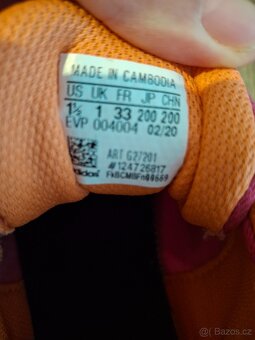 MADE IN CAMBODIA
US UK FR JP CHN
1½ 1 33 200 200
EVP 004004 02/20
ART G27201
#124726817
adidas
© Bazos.cz